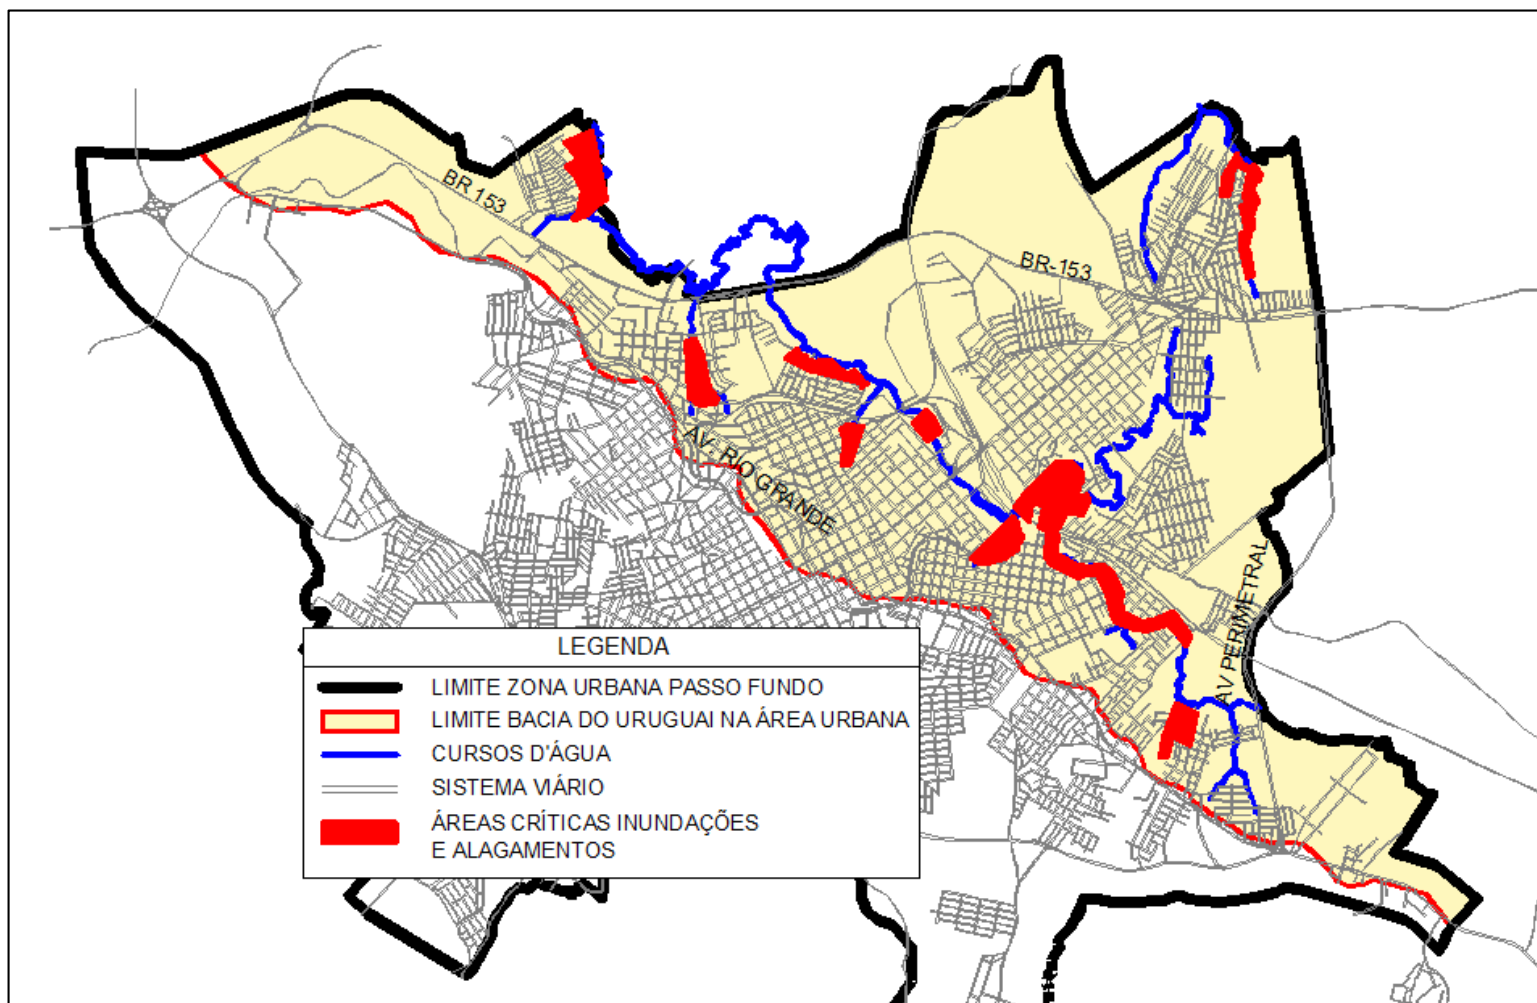 BR 153
BR-153
AV. RIO GRANDE
AV PERIMETRAL
LEGENDA
LIMITE ZONA URBANA PASSO FUNDO
LIMITE BACIA DO URUGUAI NA ÁREA URBANA
CURSOS D'ÁGUA
SISTEMA VIÁRIO
ÁREAS CRÍTICAS INUNDAÇÕES
E ALAGAMENTOS